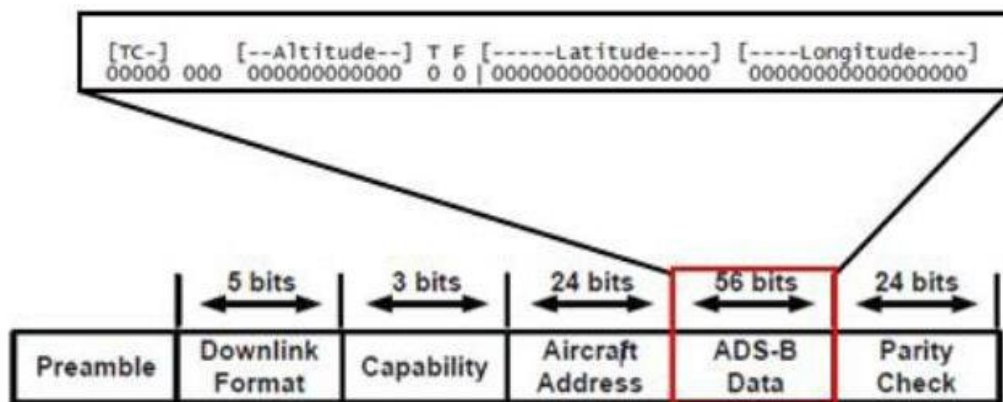 [TC-] [--Altitude--] T F [-----Latitude----] [----Longitude----]
00000 000 000000000000 0 0 |00000000000000000 00000000000000000
5 bits 3 bits 24 bits 56 bits 24 bits
Preamble Downlink Format Capability Aircraft Address ADS-B Data Parity Check